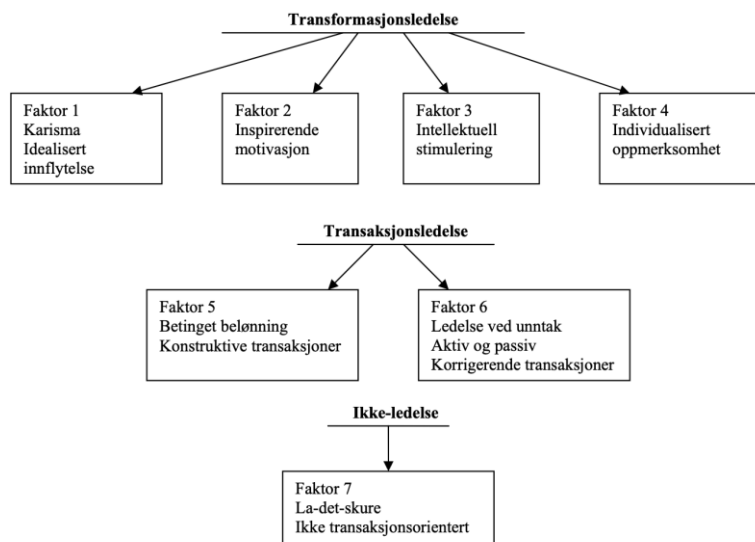 Transformasjonsledelse
Faktor 1
Karisma
Idealisert
innflytelse
Faktor 2
Inspirerende
motivasjon
Faktor 3
Intellektuell
stimulering
Faktor 4
Individualisert
oppmerksomhet
Transaksjonsledelse
Faktor 5
Betinget belønning
Konstruktive transaksjoner
Faktor 6
Ledelse ved unntak
Aktiv og passiv
Korrigerende transaksjoner
Ikke-ledelse
Faktor 7
La-det-skure
Ikke transaksjonsorientert